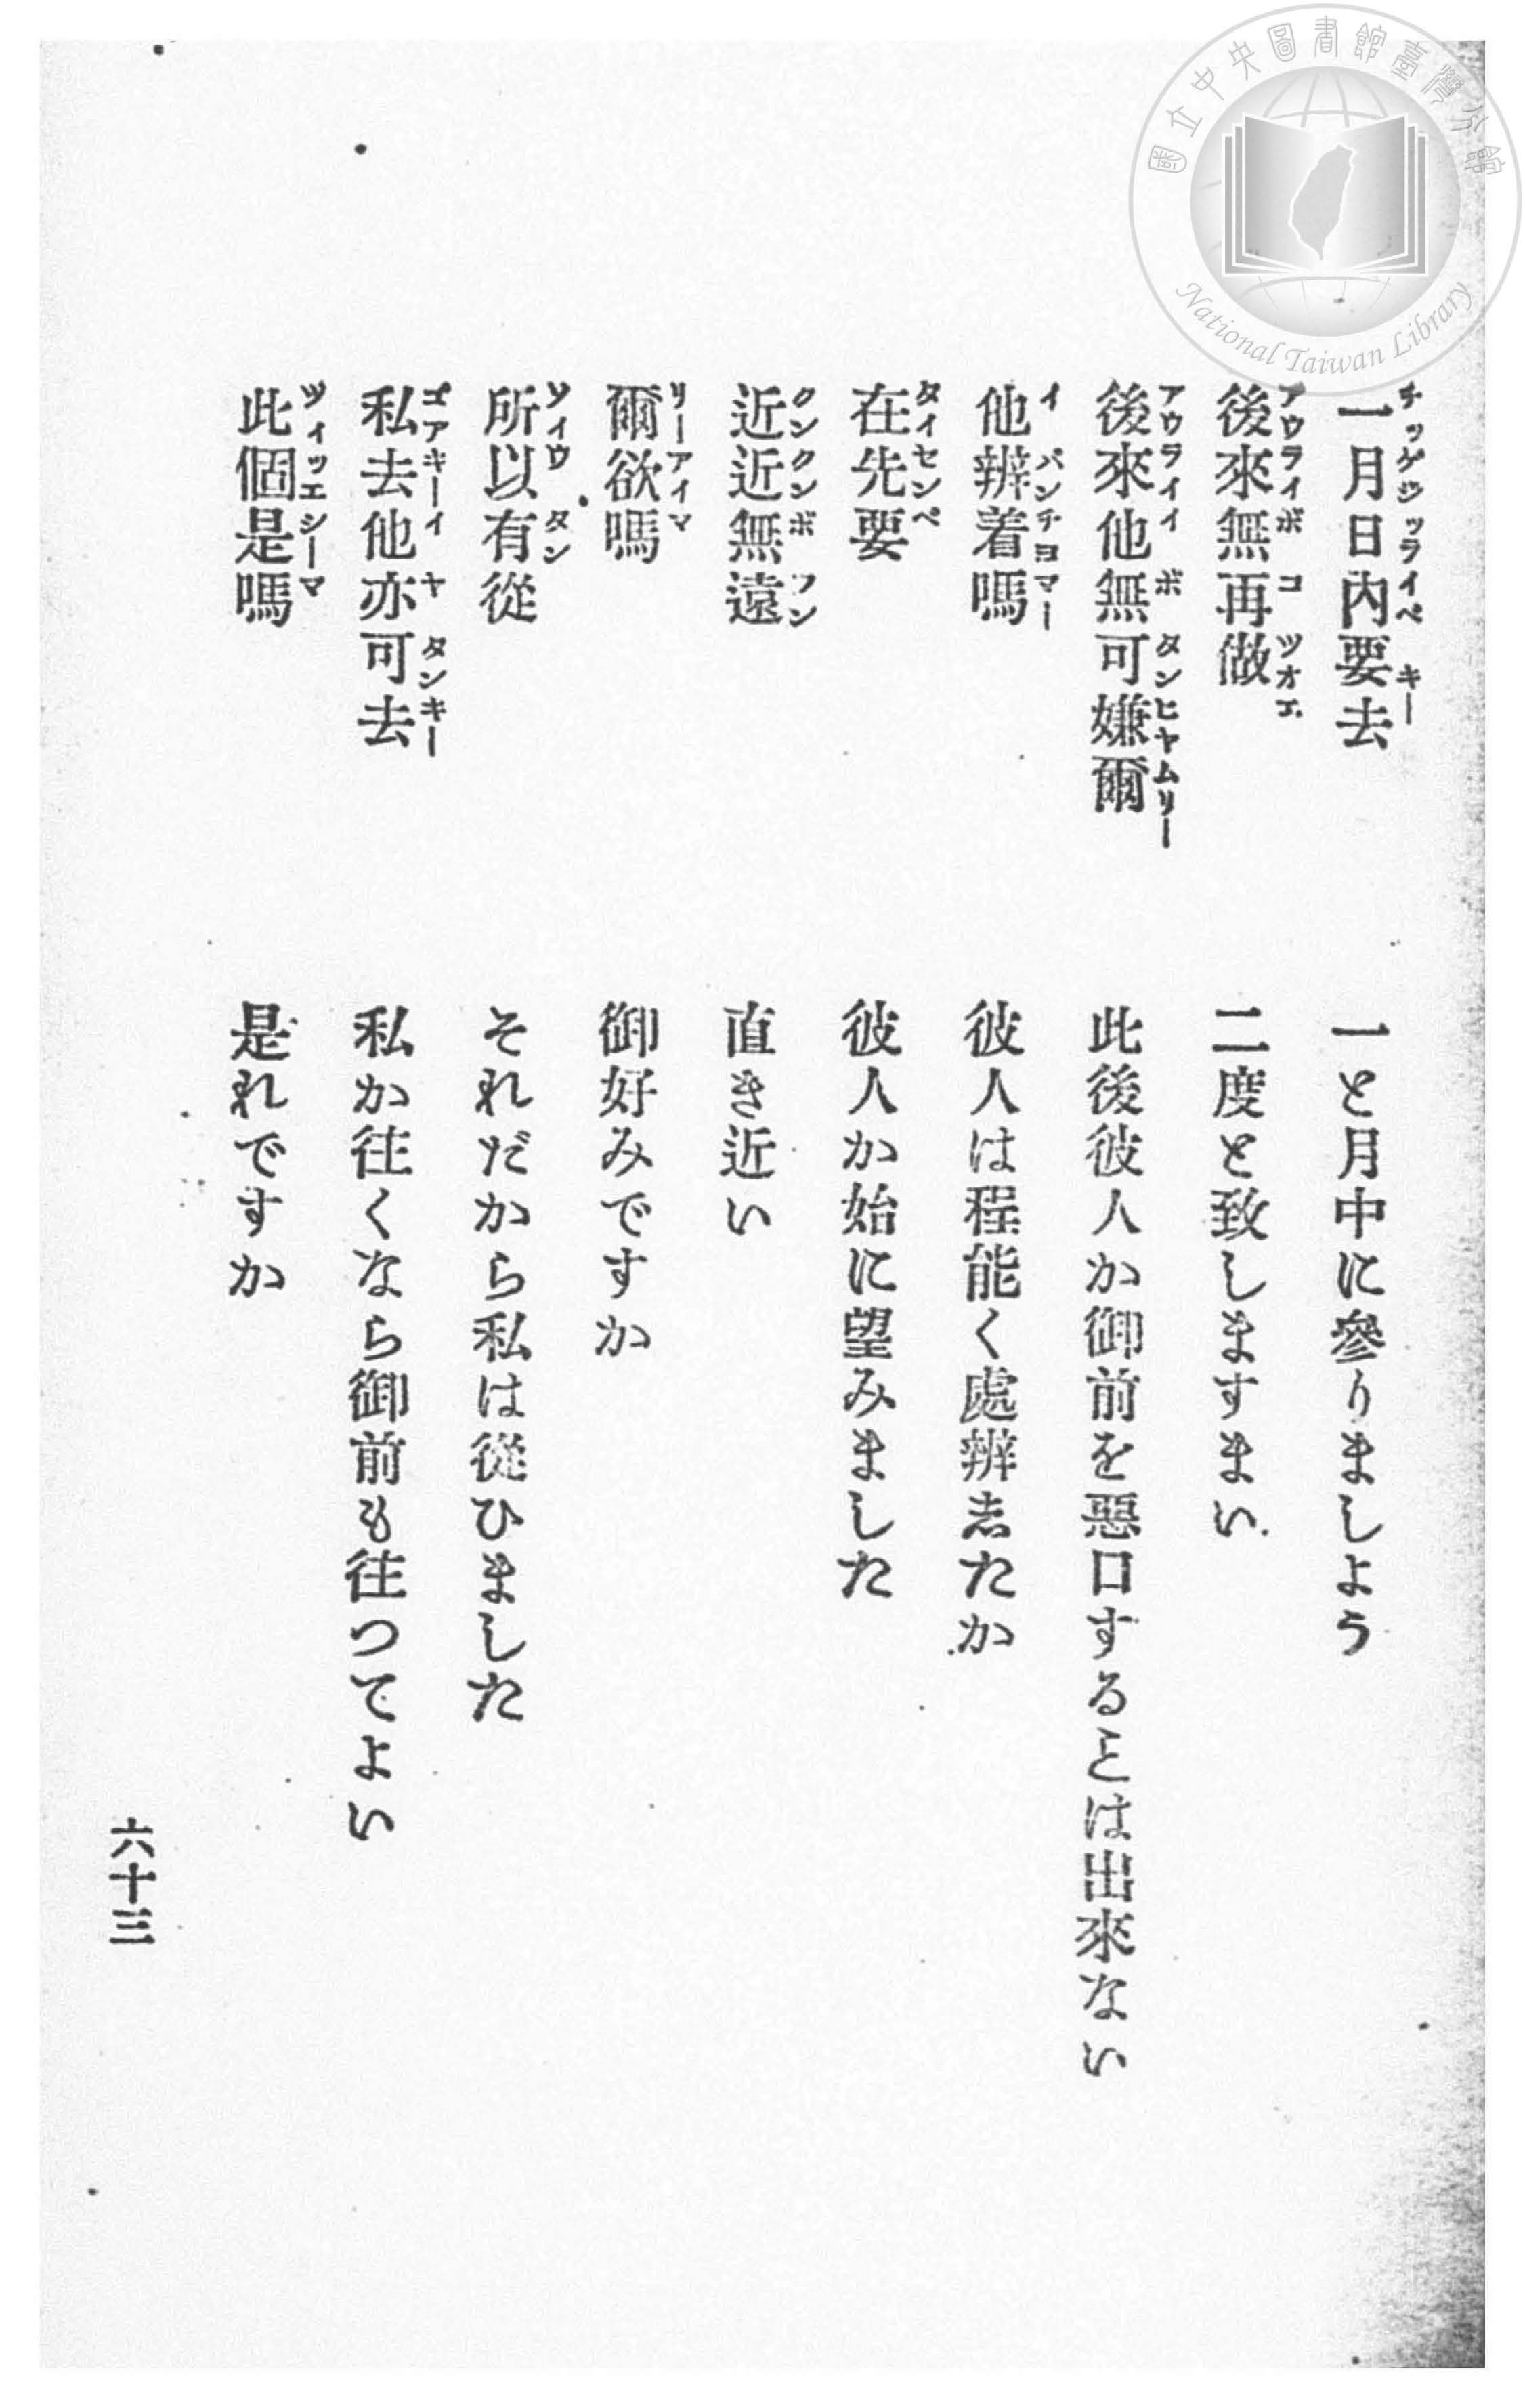 國立中央圖書館臺灣分館
National Taiwan Library
チッゲジッライペ キー
一月日內要去
一と月中に參りましよう
アウライボコツオエ
後來無再做
二度と致しますまい
アウライイボタンヒヤムリー
後來他無可嫌爾
此後彼人か御前を惡口することは出來ない
イパンチヨマー
他辨着嗎
彼人は程能く處辨志たか
タイセンペ
在先要
彼人か始に望みました
クンクンボフン
近近無遠
直き近い
リーアイマ
爾欲嗎
御好みですか
ソイウタン
所以有從
それだから私は從ひました
ゴアキーイヤタンキー
私去他亦可去
私か往くなら御前も往つてよい
ツィッエシーマ
此個是嗎
是れですか
六十三